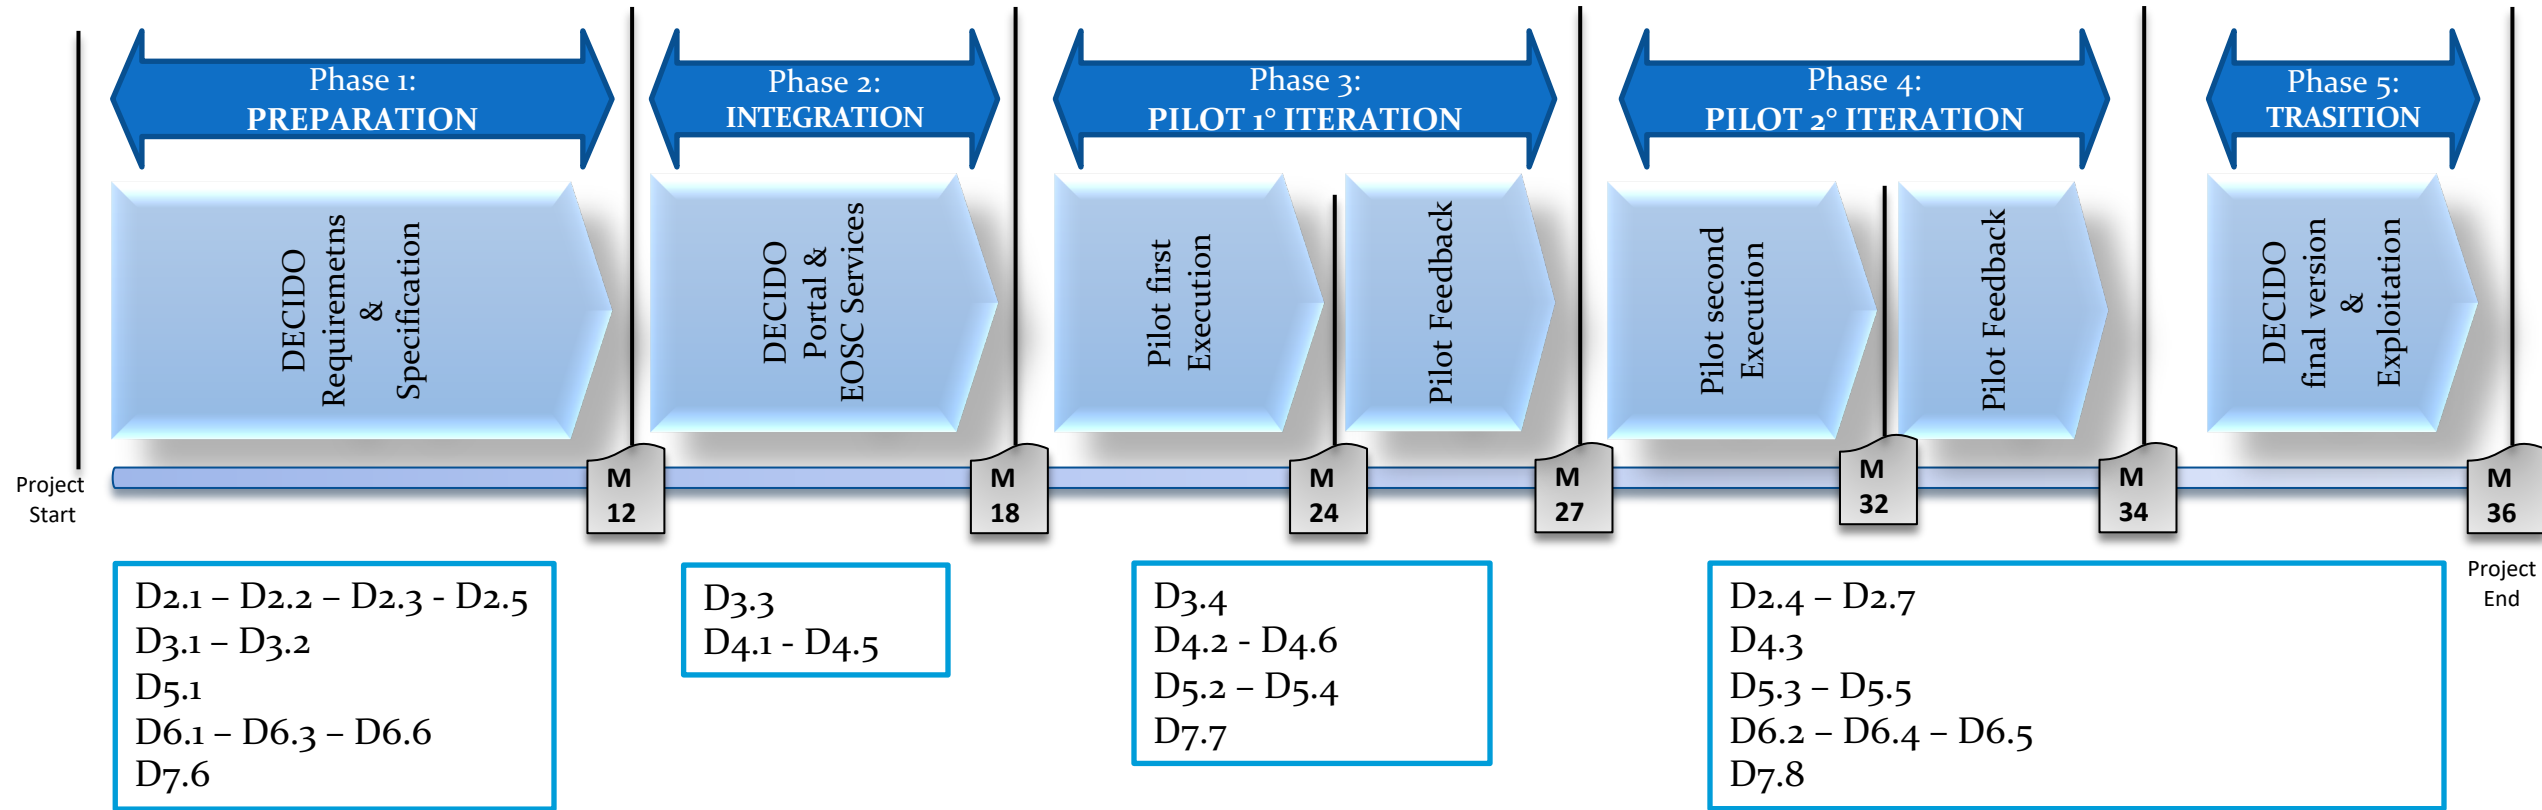 Phase 1:
PREPARATION
Phase 2:
INTEGRATION
Phase 3:
PILOT 1° ITERATION
Phase 4:
PILOT 2° ITERATION
Phase 5:
TRASITION
DECIDO
Requiremetns
&
Specification
DECIDO
Portal &
EOSC Services
Pilot first
Execution
Pilot Feedback
Pilot second
Execution
Pilot Feedback
DECIDO
final version
&
Exploitation
Project
Start
M
12
M
18
M
24
M
27
M
32
M
34
M
36
Project
End
D2.1 – D2.2 – D2.3 - D2.5
D3.1 – D3.2
D5.1
D6.1 – D6.3 – D6.6
D7.6
D3.3
D4.1 - D4.5
D3.4
D4.2 - D4.6
D5.2 – D5.4
D7.7
D2.4 – D2.7
D4.3
D5.3 – D5.5
D6.2 – D6.4 – D6.5
D7.8